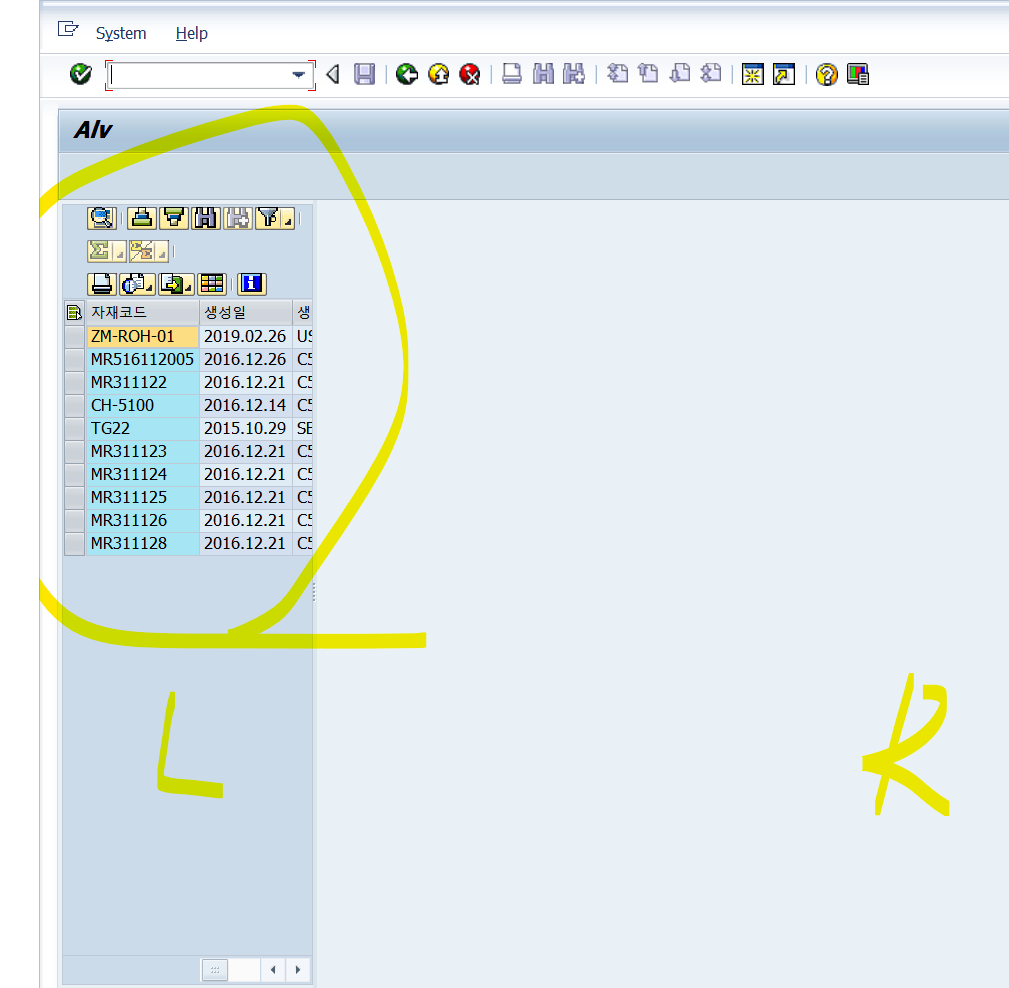 System Help
Alv
자재코드 생성일 생
ZM-ROH-01 2019.02.26 US
MR516112005 2016.12.26 C5
MR311122 2016.12.21 C5
CH-5100 2016.12.14 C5
TG22 2015.10.29 SE
MR311123 2016.12.21 C5
MR311124 2016.12.21 C5
MR311125 2016.12.21 C5
MR311126 2016.12.21 C5
MR311128 2016.12.21 C5
L R